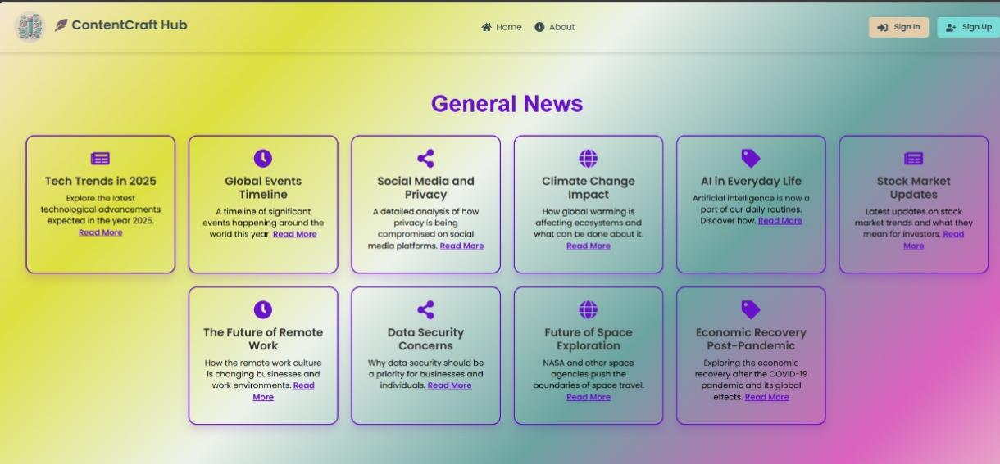 ContentCraft Hub
Home
About
Sign In
Sign Up
General News
Tech Trends in 2025
Explore the latest
technological advancements
expected in the year 2025.
Read More
Global Events
Timeline
A timeline of significant
events happening around the
world this year. Read More
Social Media and
Privacy
A detailed analysis of how
privacy is being
compromised on social
media platforms. Read More
Climate Change
Impact
How global warming is
affecting ecosystems and
what can be done about it.
Read More
AI in Everyday Life
Artificial intelligence is now a
part of our daily routines.
Discover how. Read More
Stock Market
Updates
Latest updates on stock
market trends and what they
mean for investors. Read
More
The Future of Remote
Work
How the remote work culture
is changing businesses and
work environments. Read
More
Data Security
Concerns
Why data security should be
a priority for businesses and
individuals. Read More
Future of Space
Exploration
NASA and other space
agencies push the
boundaries of space travel.
Read More
Economic Recovery
Post-Pandemic
Exploring the economic
recovery after the COVID-19
pandemic and its global
effects. Read More